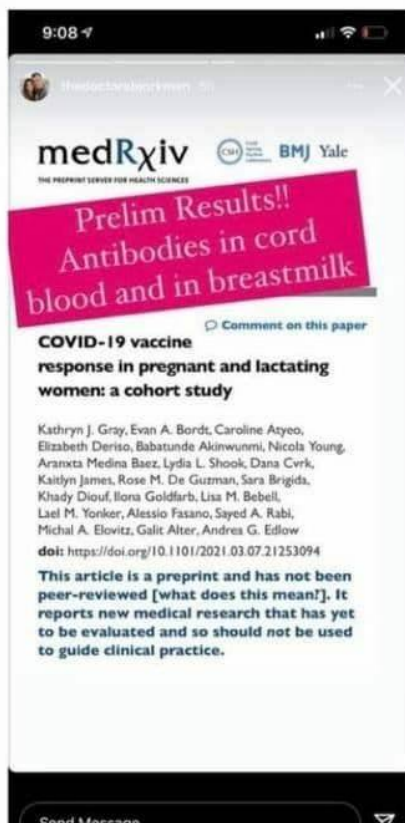 9:08
thedoctorsbjorkman 5h
medRxiv
THE PREPRINT SERVER FOR HEALTH SCIENCES
CSH
BMJ Yale
Prelim Results!!
Antibodies in cord
blood and in breastmilk
Comment on this paper
COVID-19 vaccine
response in pregnant and lactating
women: a cohort study
Kathryn J. Gray, Evan A. Bordt, Caroline Atyeo,
Elizabeth Deriso, Babatunde Akinwunmi, Nicola Young,
Aranxta Medina Baez, Lydia L. Shook, Dana Cvrk,
Kaitlyn James, Rose M. De Guzman, Sara Brigida,
Khady Diouf, Ilona Goldfarb, Lisa M. Bebell,
Lael M. Yonker, Alessio Fasano, Sayed A. Rabi,
Michal A. Elovitz, Galit Alter, Andrea G. Edlow
doi: https://doi.org/10.1101/2021.03.07.21253094
This article is a preprint and has not been
peer-reviewed [what does this mean?]. It
reports new medical research that has yet
to be evaluated and so should not be used
to guide clinical practice.
Send Message